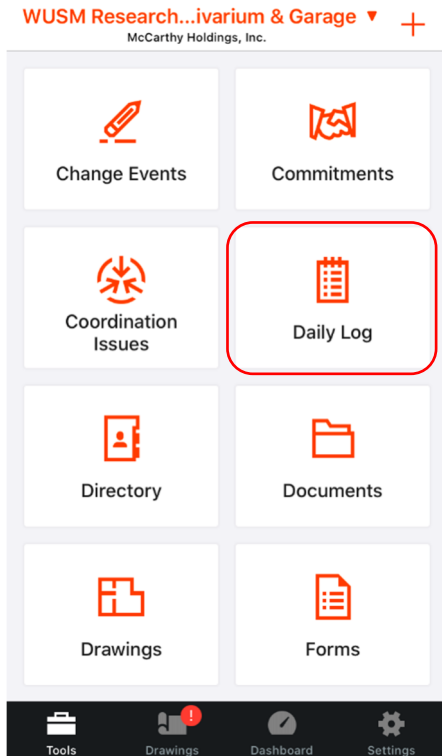 WUSM Research...ivarium & Garage ▼ +
McCarthy Holdings, Inc.
Change Events
Commitments
Coordination
Issues
Daily Log
Directory
Documents
Drawings
Forms
!
Tools
Drawings
Dashboard
Settings